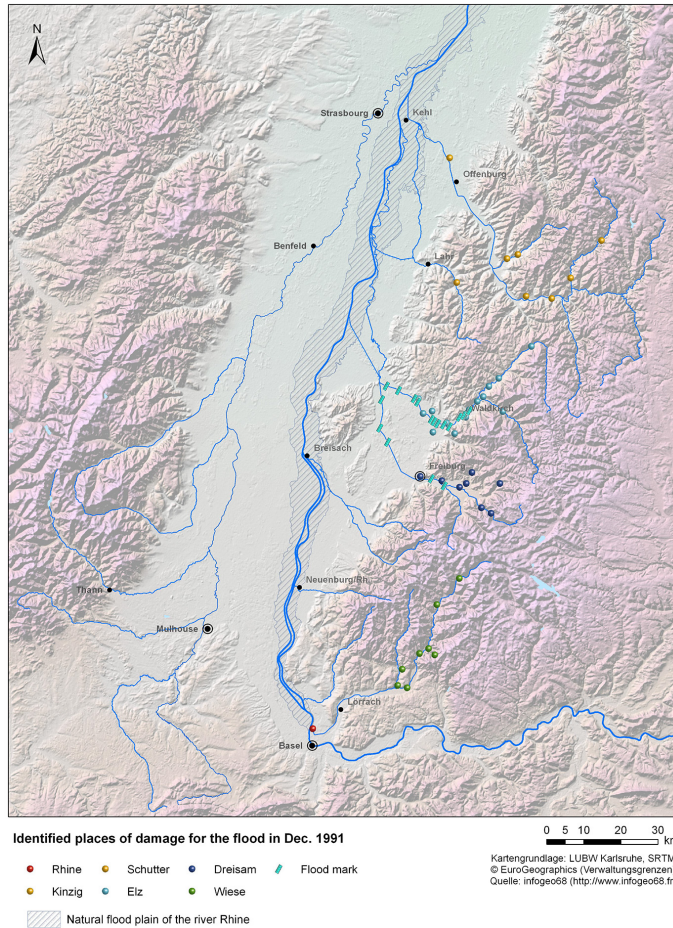 N
Strasbourg
Kehl
Offenburg
Benfeld
Lahr
Waldkirch
Breisach
Freiburg
Neuenburg/Rh.
Thann
Mulhouse
Lörrach
Basel
Identified places of damage for the flood in Dec. 1991
0 5 10 20 30
km
Rhine
Schutter
Dreisam
Flood mark
Kinzig
Elz
Wiese
Natural flood plain of the river Rhine
Kartengrundlage: LUBW Karlsruhe, SRTM
© EuroGeographics (Verwaltungsgrenzen
Quelle: infogeo68 (http://www.infogeo68.fr